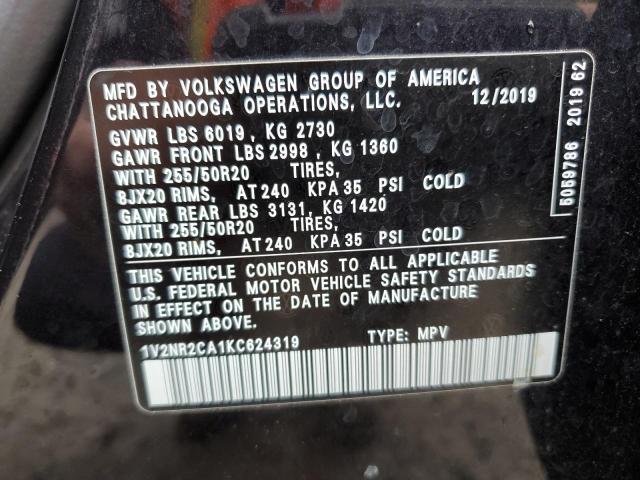 MFD BY VOLKSWAGEN GROUP OF AMERICA
CHATTANOOGA OPERATIONS, LLC. 12/2019
GVWR LBS 6019 , KG 2730
GAWR FRONT LBS 2998 , KG 1360
WITH 255/50R20 TIRES,
8JX20 RIMS, AT 240 KPA 35 PSI COLD
GAWR REAR LBS 3131, KG 1420
WITH 255/50R20 TIRES,
8JX20 RIMS, AT 240 KPA 35 PSI COLD
THIS VEHICLE CONFORMS TO ALL APPLICABLE
U.S. FEDERAL MOTOR VEHICLE SAFETY STANDARDS
IN EFFECT ON THE DATE OF MANUFACTURE
SHOWN ABOVE
1V2NR2CA1KC624319 TYPE: MPV
5059786 2019 62